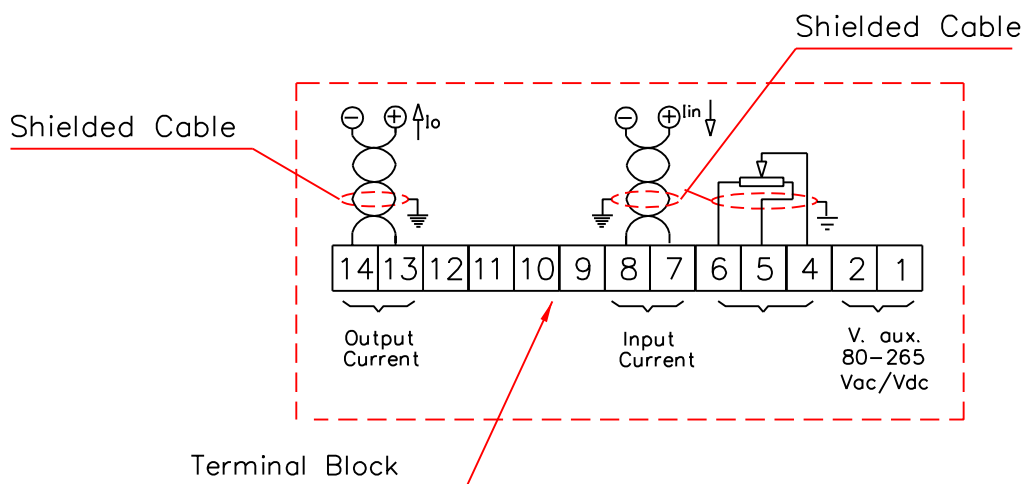 Shielded Cable
Shielded Cable
− + Io
− + Iin
14 13 12 11 10 9 8 7 6 5 4 2 1
Output
Current
Input
Current
V. aux.
80−265
Vac/Vdc
Terminal Block